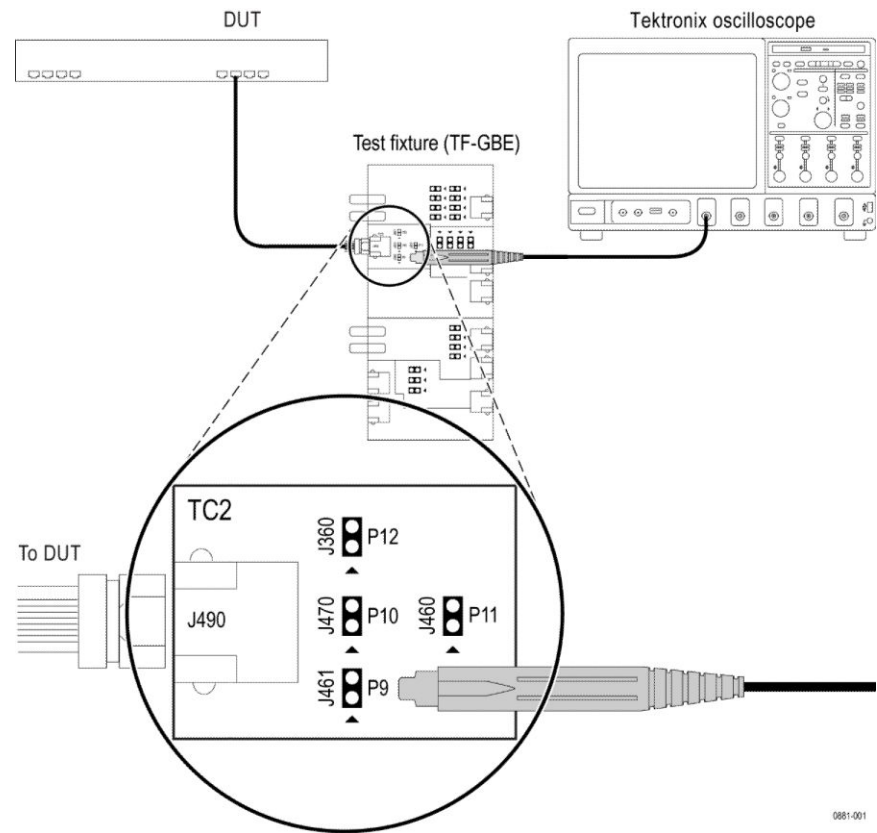 DUT
Tektronix oscilloscope
Test fixture (TF-GBE)
TC2
To DUT
J490
J360
P12
J470
P10
J460
P11
J461
P9
0881-001